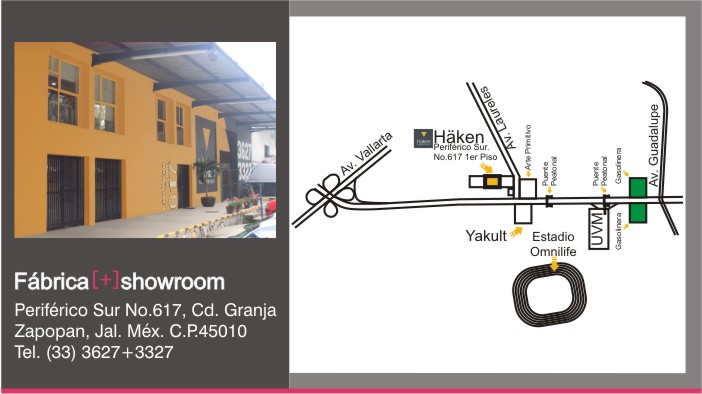 3627
332
617
Fábrica[+]showroom
Periférico Sur No.617, Cd. Granja
Zapopan, Jal. Méx. C.P.45010
Tel. (33) 3627+3327
Av. Vallarta
Häken
Periférico Sur.
No.617 1er Piso
Av. Laureles
Arte Primitivo
Puente
Peatonal
Puente
Peatonal
Gasolinera
Av. Guadalupe
Yakult
Estadio
Omnilife
UVM
Gasolinera